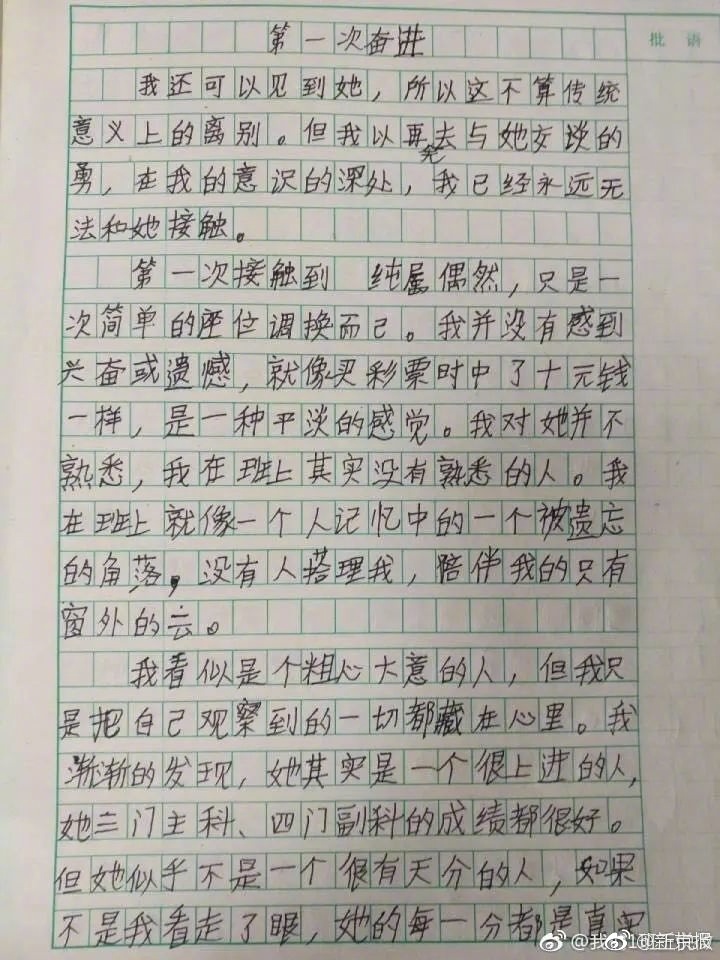 第一次奋进
批语
我还可以见到她，所以这不算传统
意义上的离别。但我以再去与她交谈的
发
勇，在我的意识的深处，我已经永远无
法和她接触。
第一次接触到 纯属偶然，只是一
次简单的座位调换而已。我并没有感到
兴奋或遗憾，就像买彩票时中了十元钱
一样，是一种平淡的感觉。我对她并不
熟悉，我在班上其实没有熟悉的人。我
在班上就像一个人记忆中的一个被遗忘
的角落，没有人搭理我，陪伴我的只有
窗外的云。
我看似是个粗心大意的人，但我只
是把自己观察到的一切都藏在心里。我
渐渐的发现，她其实是一个很上进的人，
她三门主科、四门副科的成绩都很好。
但她似乎不是一个很有天分的人，如果
不是我看走了眼，她的每一分都是真实